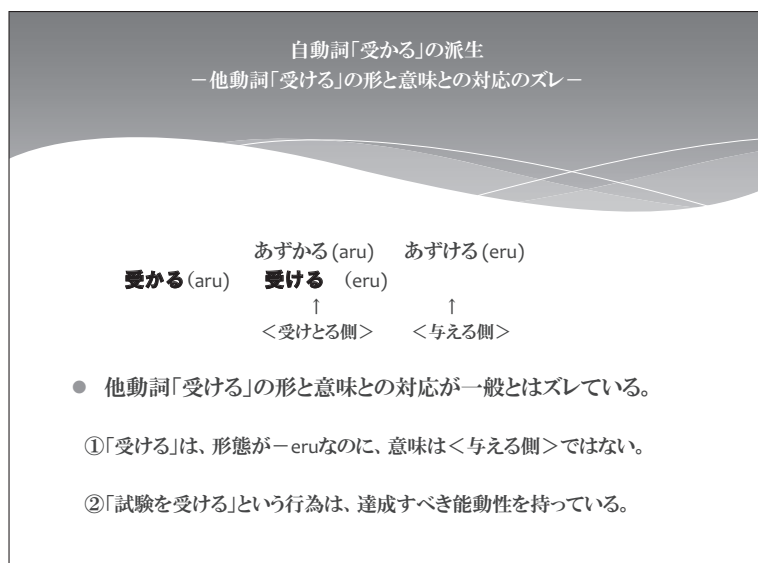 自動詞「受かる」の派生
－他動詞「受ける」の形と意味との対応のズレ－
あずかる(aru) あずける(eru)
受かる(aru) 受ける (eru)
↑ ↑
＜受けとる側＞ ＜与える側＞
● 他動詞「受ける」の形と意味との対応が一般とはズレている。
①「受ける」は、形態が－eruなのに、意味は＜与える側＞ではない。
②「試験を受ける」という行為は、達成すべき能動性を持っている。